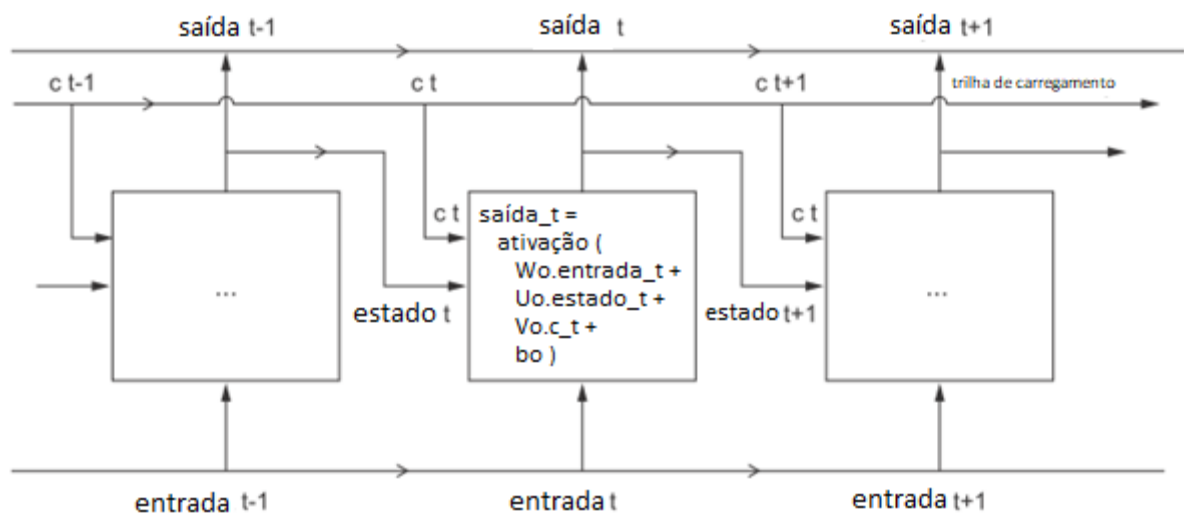 saída t-1
saída t
saída t+1
c t-1
c t
c t+1
trilha de carregamento
c t
c t
saída_t =
ativação (
Wo.entrada_t +
Uo.estado_t +
Vo.c_t +
bo )
...
...
estado t
estado t+1
entrada t-1
entrada t
entrada t+1